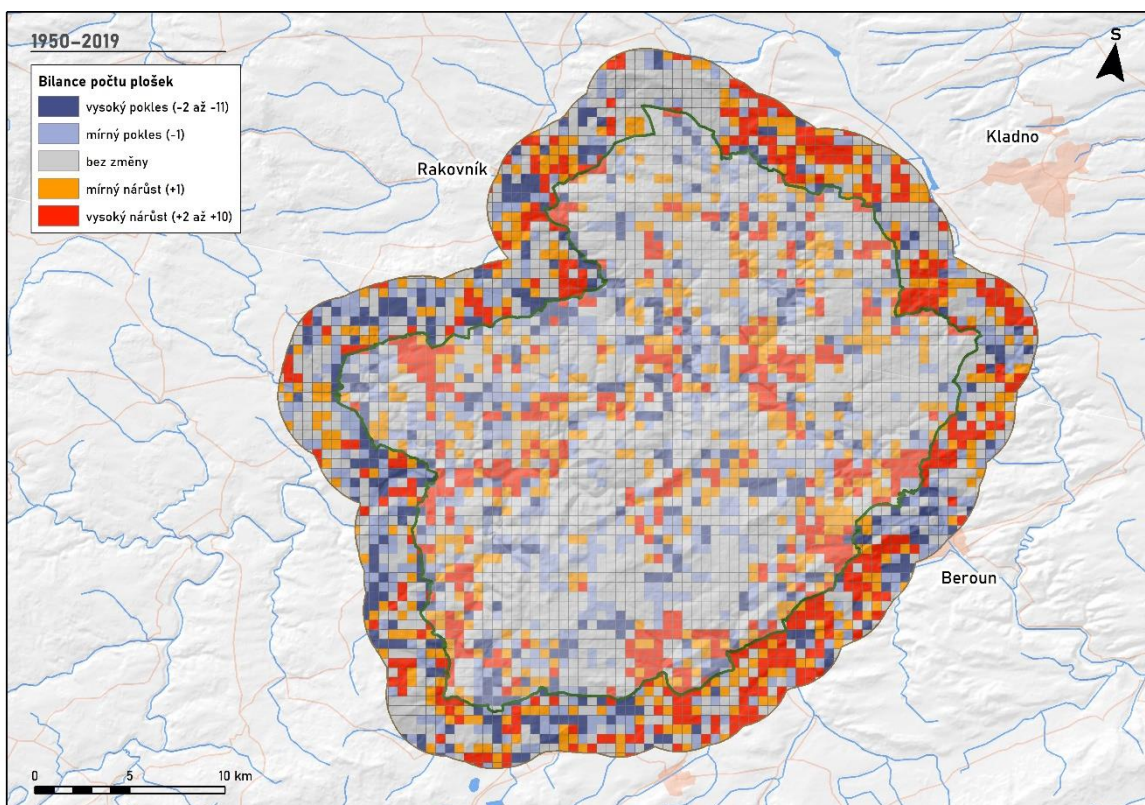 1950–2019
Bilance počtu plošek
vysoký pokles (-2 až -11)
mírný pokles (-1)
bez změny
mírný nárůst (+1)
vysoký nárůst (+2 až +10)
S
Kladno
Rakovník
Beroun
0 5 10 km